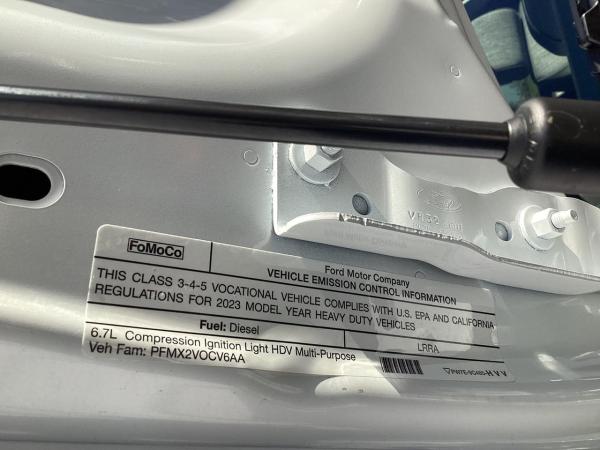 FoMoCo
Ford Motor Company
VEHICLE EMISSION CONTROL INFORMATION
THIS CLASS 3-4-5 VOCATIONAL VEHICLE COMPLIES WITH U.S. EPA AND CALIFORNIA
REGULATIONS FOR 2023 MODEL YEAR HEAVY DUTY VEHICLES
Fuel: Diesel
LRRA
6.7L Compression Ignition Light HDV Multi-Purpose
Veh Fam: PFMX2VOCV6AA
HVV